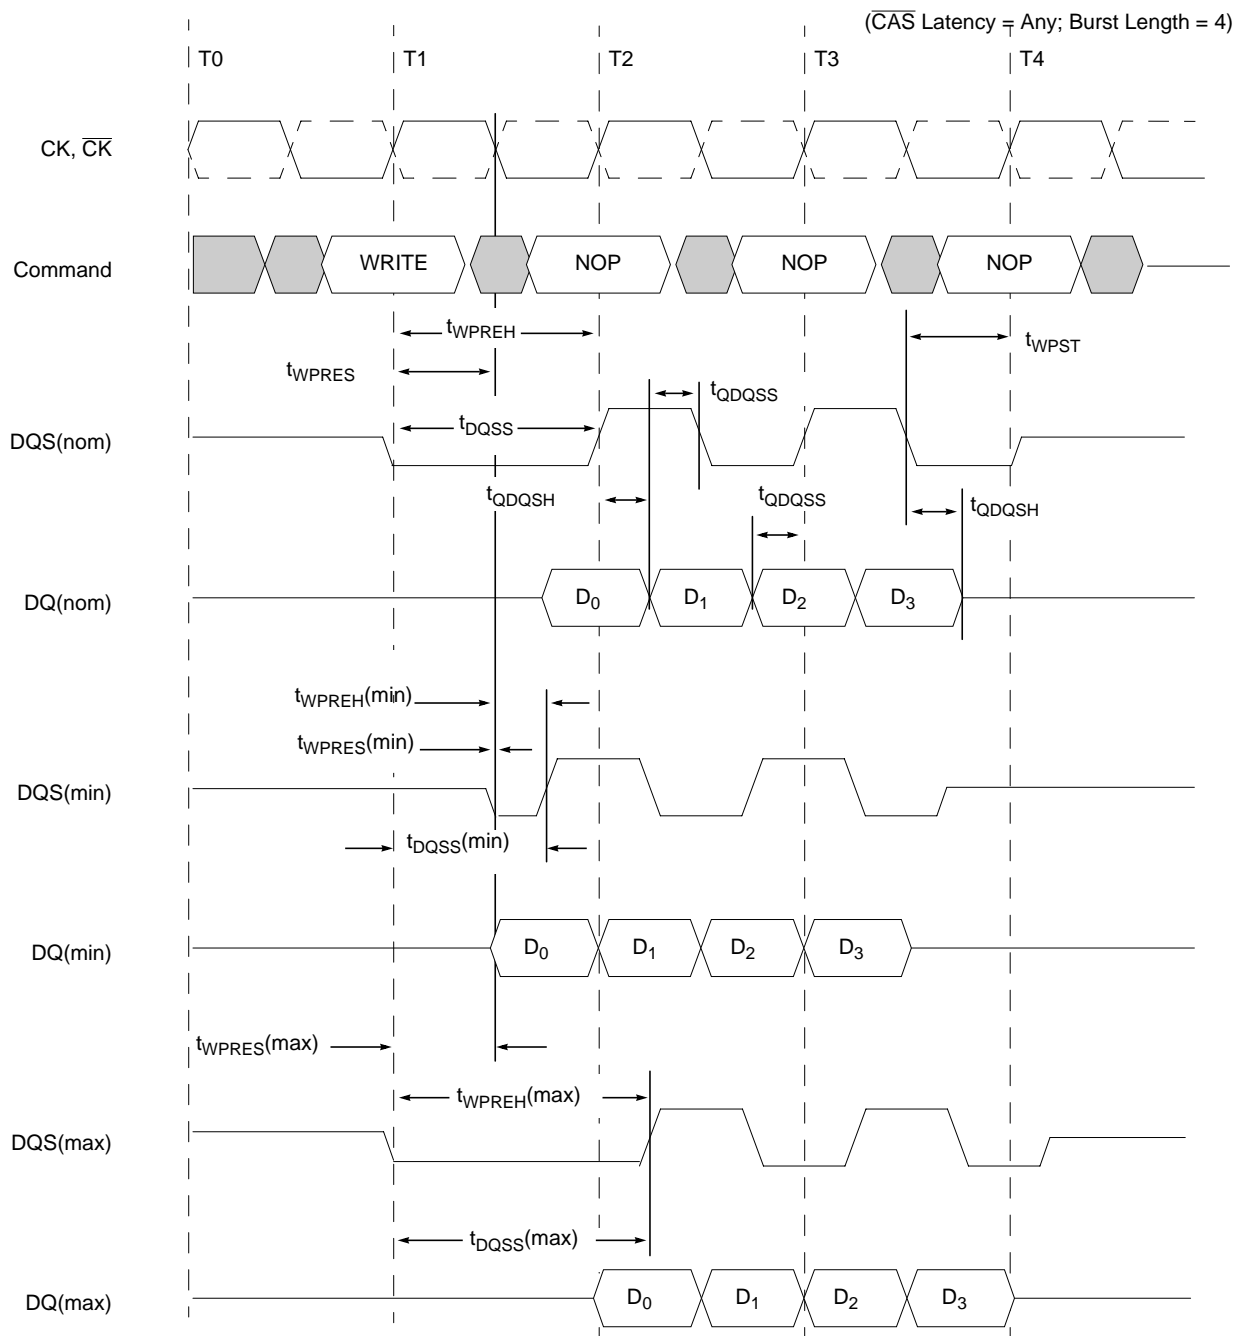 (C̅A̅S̅ Latency = Any; Burst Length = 4)
T0 T1 T2 T3 T4
CK, C̅K̅
Command WRITE NOP NOP NOP
tWPREH
tWPST
tWPRES
tQDQSS
DQS(nom) tDQSS
tQDQSH tQDQSS tQDQSH
DQ(nom) D0 D1 D2 D3
tWPREH(min)
tWPRES(min)
DQS(min)
tDQSS(min)
DQ(min) D0 D1 D2 D3
tWPRES(max)
tWPREH(max)
DQS(max)
tDQSS(max)
DQ(max) D0 D1 D2 D3